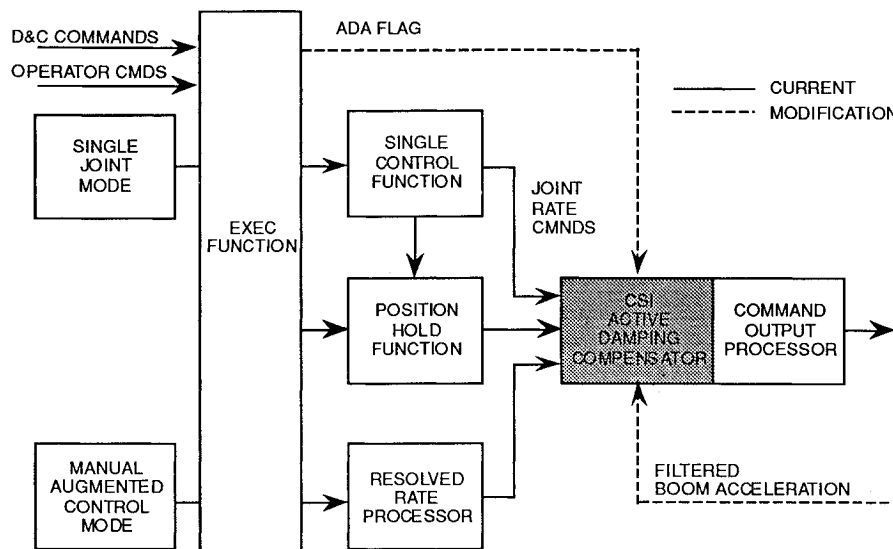 ADA FLAG
D&C COMMANDS
OPERATOR CMDS
CURRENT
MODIFICATION
SINGLE
JOINT
MODE
SINGLE
CONTROL
FUNCTION
JOINT
RATE
CMNDS
EXEC
FUNCTION
POSITION
HOLD
FUNCTION
CSI
ACTIVE
DAMPING
COMPENSATOR
COMMAND
OUTPUT
PROCESSOR
MANUAL
AUGMENTED
CONTROL
MODE
RESOLVED
RATE
PROCESSOR
FILTERED
BOOM ACCELERATION